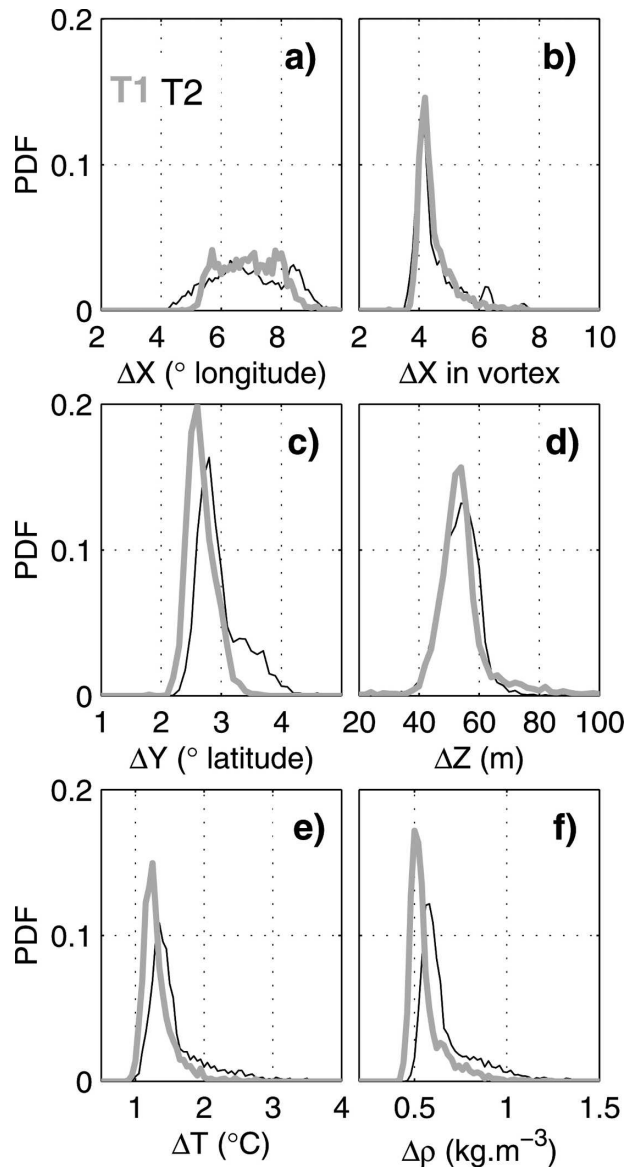 0.2
a)
b)
T1 T2
PDF
0.1
0
2 4 6 8
2 4 6 8 10
ΔX (° longitude)
ΔX in vortex
0.2
c)
d)
PDF
0.1
0
1 2 3 4
20 40 60 80 100
ΔY (° latitude)
ΔZ (m)
0.2
e)
f)
PDF
0.1
0
1 2 3 4
0.5 1 1.5
ΔT (°C)
Δρ (kg.m⁻³)